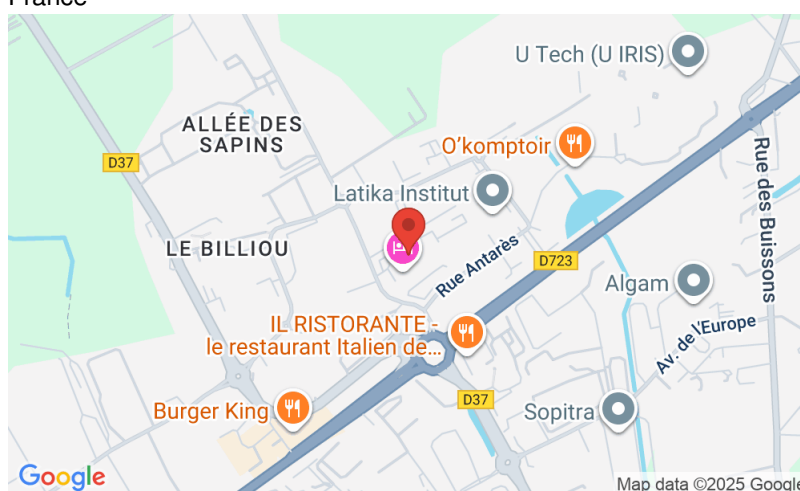 France
U Tech (U IRIS)
ALLÉE DES
SAPINS
O'komptoir
D37
Rue des Buissons
Latika Institut
LE BILLIOU
Rue Antarès
D723
Algam
IL RISTORANTE -
le restaurant Italien de...
Av. de l'Europe
D37
Burger King
Sopitra
Google
Map data ©2025 Google